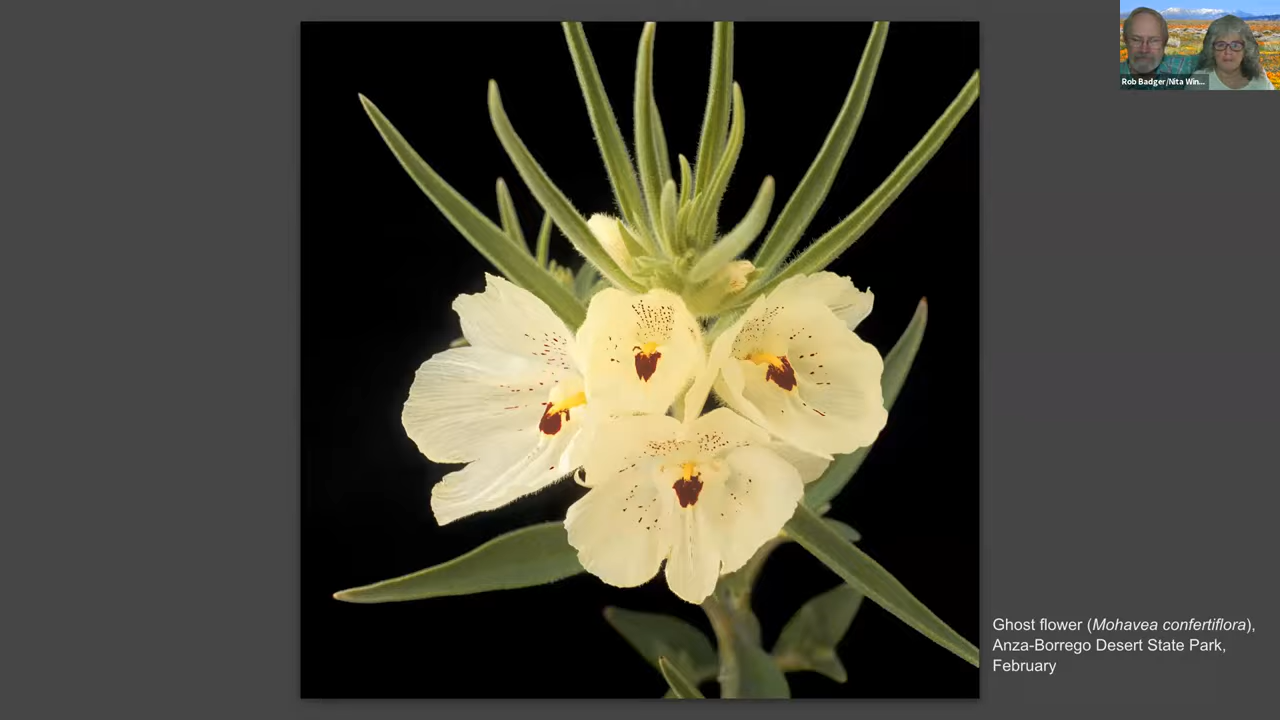 Rob Badger/Nita Win...
Ghost flower (Mohavea confertiflora),
Anza-Borrego Desert State Park,
February